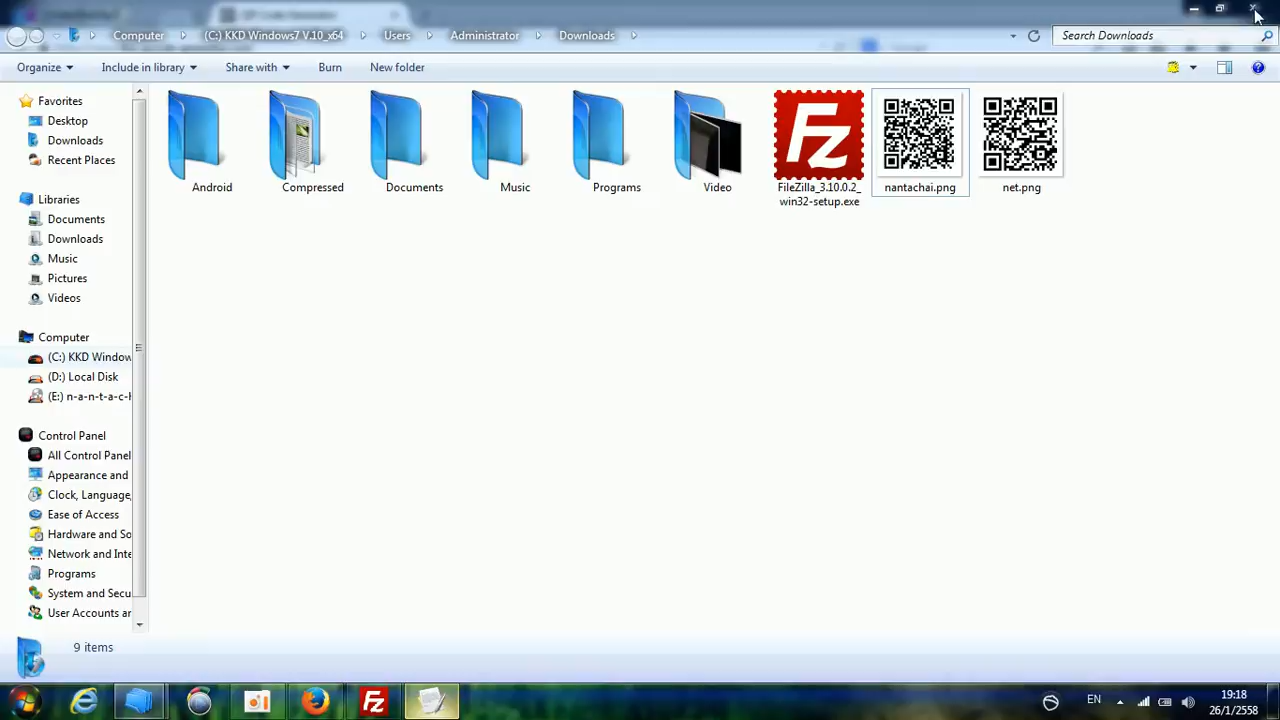 Computer (C:) KKD Windows7 V.10_x64 Users Administrator Downloads Search Downloads
Organize Include in library Share with Burn New folder
Favorites
Desktop
Downloads
Recent Places
Libraries
Documents
Downloads
Music
Pictures
Videos
Computer
(C:) KKD Window
(D:) Local Disk
(E:) n-a-n-t-a-c-h
Control Panel
All Control Panel
Appearance and
Clock, Language,
Ease of Access
Hardware and So
Network and Inte
Programs
System and Secu
User Accounts an
Android
Compressed
Documents
Music
Programs
Video
Fz
FileZilla_3.10.0.2_
win32-setup.exe
nantachai.png
net.png
9 items
Fz
EN
19:18
26/1/2558